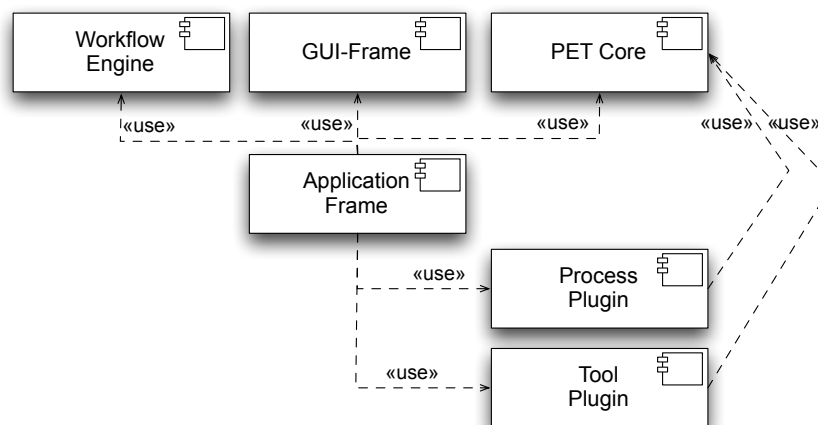 Workflow
Engine
GUI-Frame
PET Core
«use»
«use»
«use»
«use»
«use»
Application
Frame
«use»
Process
Plugin
«use»
Tool
Plugin